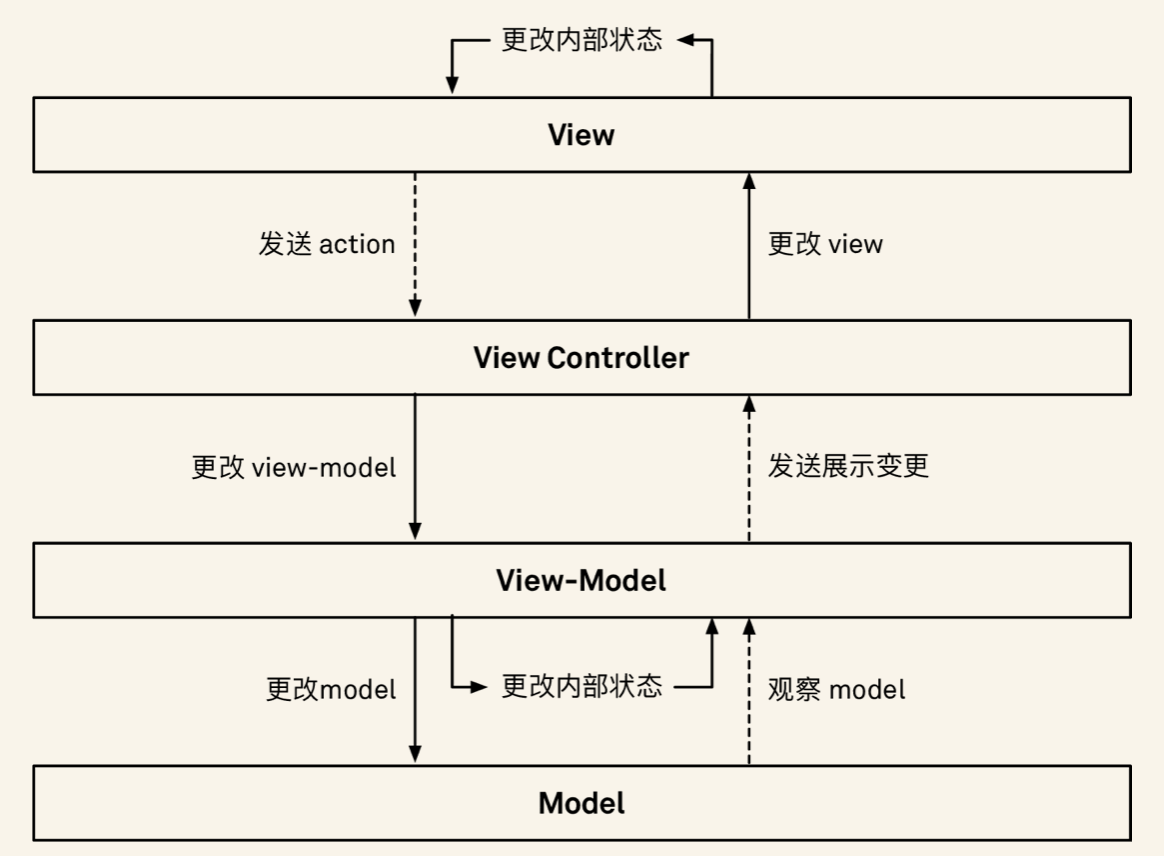 更改内部状态
View
发送 action
更改 view
View Controller
更改 view-model
发送展示变更
View-Model
更改model
更改内部状态
观察 model
Model